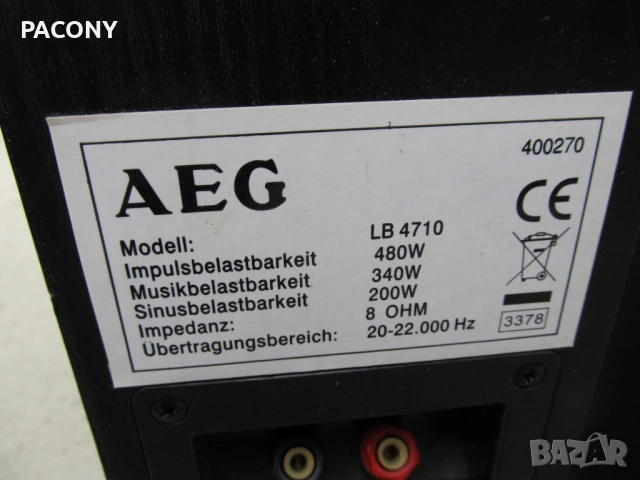 PACONY
AEG
400270
CE
Modell: LB 4710
Impulsbelastbarkeit 480W
Musikbelastbarkeit 340W
Sinusbelastbarkeit 200W
Impedanz: 8 OHM
Übertragungsbereich: 20-22.000 Hz
3378
BAZAR